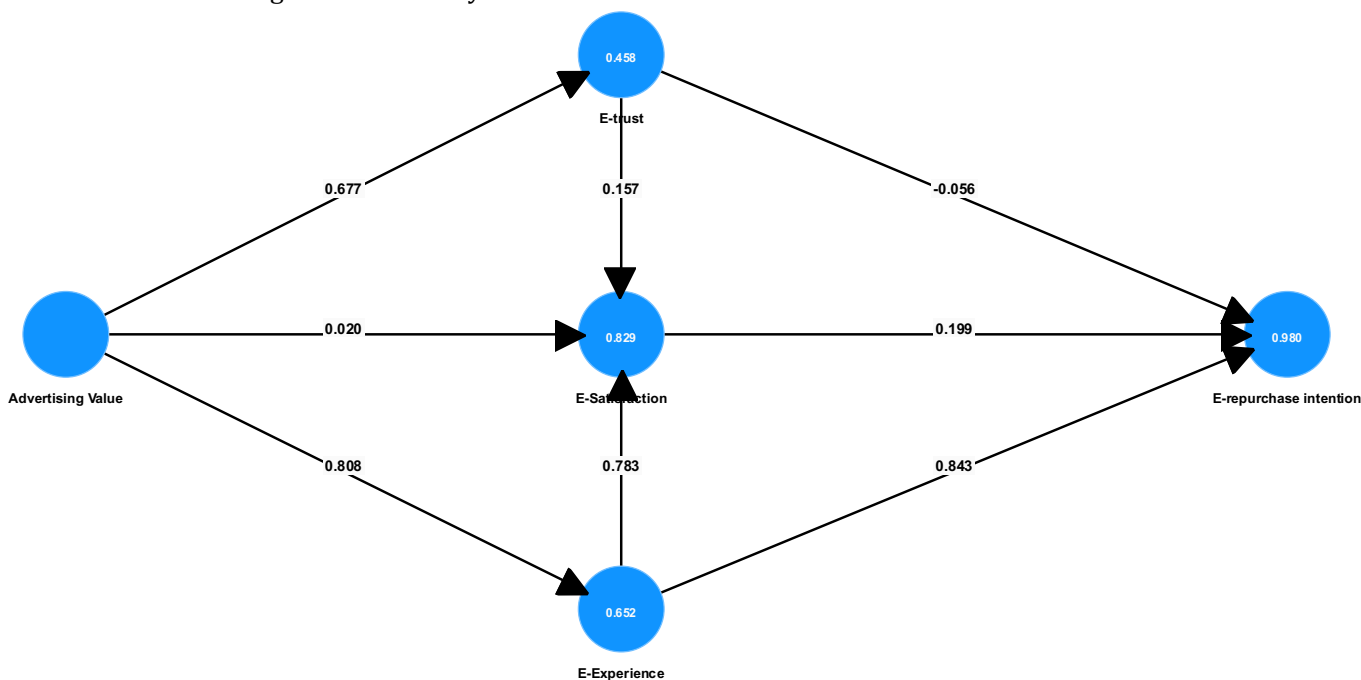 0.458
E-trust
0.677
0.157
-0.056
0.020
0.829
0.199
0.980
Advertising Value
E-Satisfaction
E-repurchase intention
0.808
0.783
0.843
0.652
E-Experience